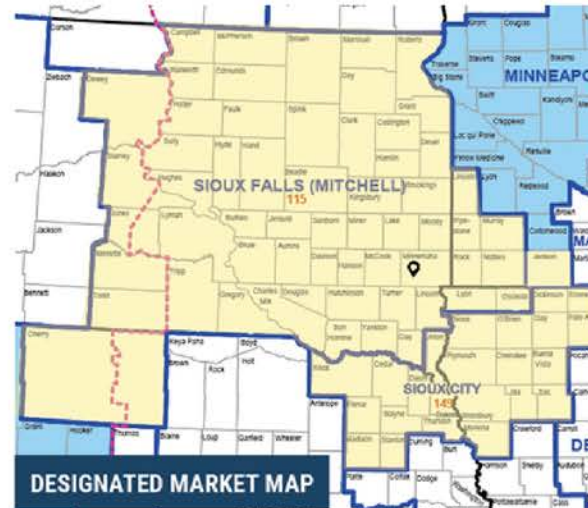 Corson
Campbell McPherson Brown Marshall Roberts
Grant Douglas
Ziebach Dewey Walworth Edmunds Day
Traverse Stevens Pope Stearns
Big Stone
MINNEAPO
Potter Faulk Spink Grant
Swift Kandiyohi
Clark Codington
Chippewa
Lac qui Parle
Sully Hyde Hand Hamlin Deuel
Renville
Yellow Medicine
Haakon Stanley Hughes Beadle
Lincoln Lyon Redwood
SIOUX FALLS (MITCHELL)
115
Kingsbury Brookings
Brown
Jones Lyman Buffalo Jerauld Sanborn Miner Lake Moody
Pipestone Murray Cottonwood
MA
Jackson
Brule Aurora
Mellette Tripp Davison Hanson McCook Minnehaha
Rock Nobles Jackson
Bennett Todd
Gregory Charles Mix Douglas Hutchinson Turner Lincoln
Lyon Osceola Dickinson
Bon Homme Yankton Clay Union
Sioux O'Brien Clay
Cherry Keya Paha Boyd
Brown Rock Holt
Knox Cedar
Plymouth Cherokee Buena Vista
SIOUX CITY
149
Antelope Pierce Wayne
Ida Sac
Grant Hooker Thomas Blaine Loup Garfield Wheeler
Madison Stanton Cuming Burt
Monona Crawford Carroll
DE
Platte Colfax Dodge Washington
Harrison Shelby Audubon
Pottawattamie Cass
DESIGNATED MARKET MAP